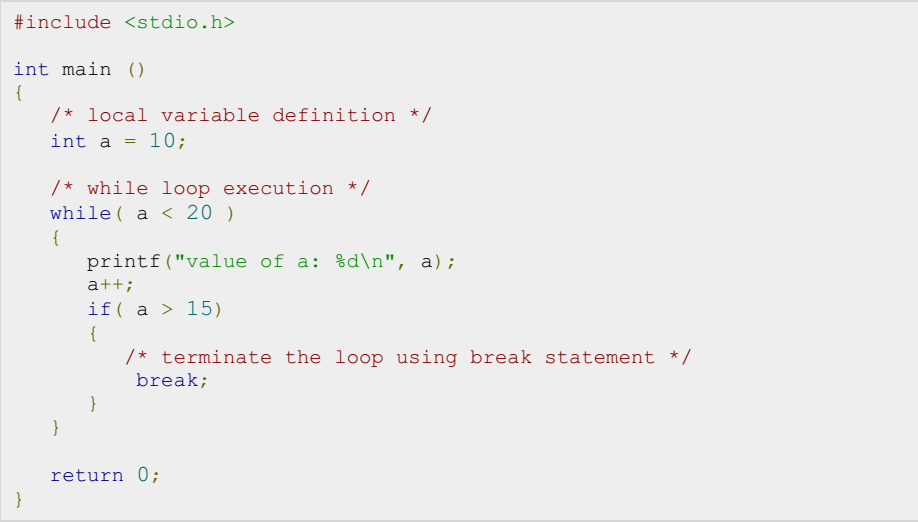 #include <stdio.h>

int main ()
{
   /* local variable definition */
   int a = 10;

   /* while loop execution */
   while( a < 20 )
   {
      printf("value of a: %d\n", a);
      a++;
      if( a > 15)
      {
         /* terminate the loop using break statement */
          break;
      }
   }

   return 0;
}